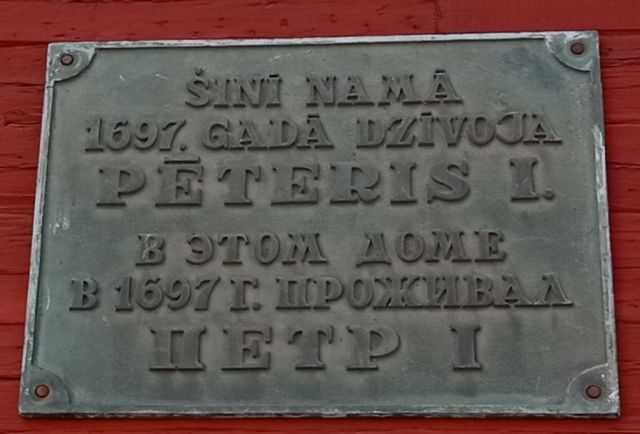 ŠINĪ NAMĀ
1697. GADĀ DZĪVOJA
PĒTERIS I.
В ЭТОМ ДОМЕ
В 1697 Г. ПРОЖИВАЛ
ПЕТР I